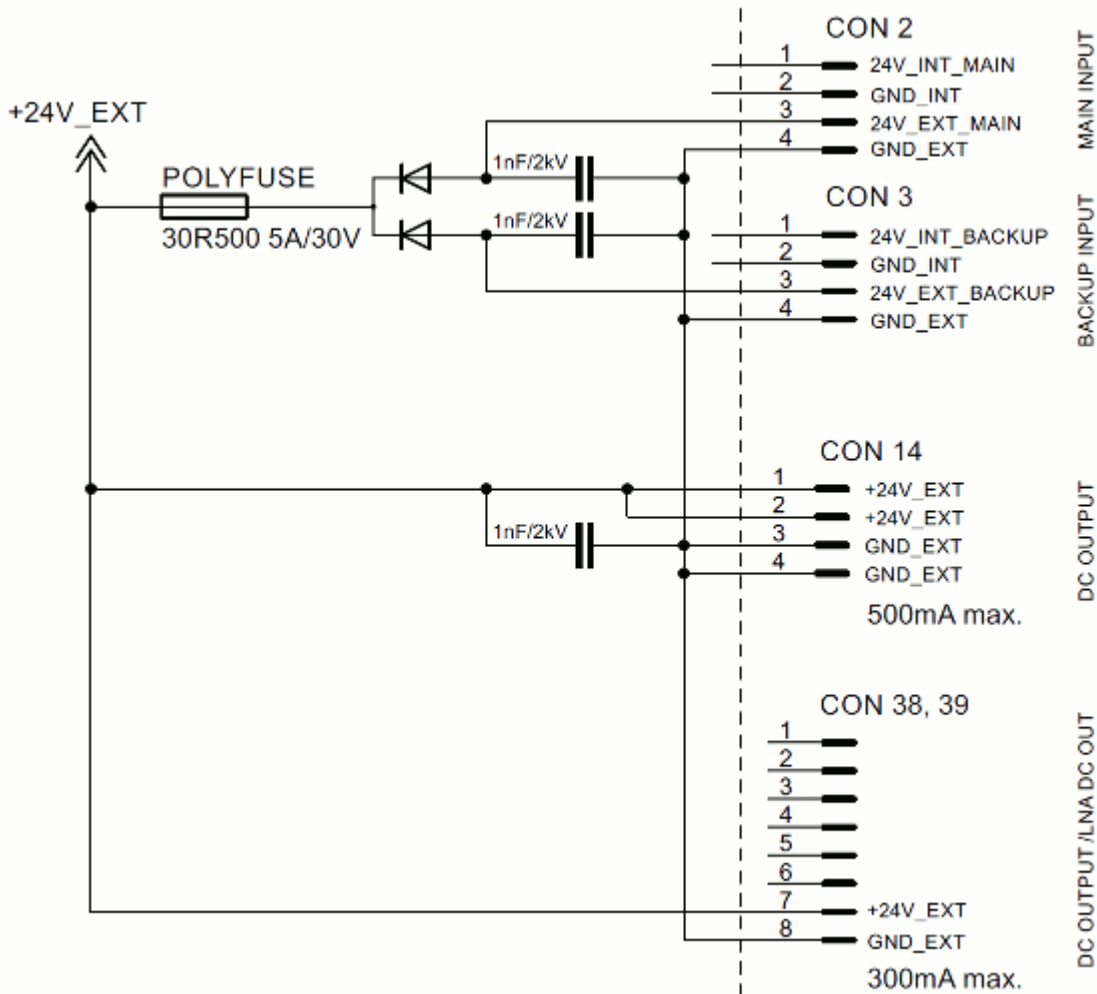 +24V_EXT
POLYFUSE
30R500 5A/30V
1nF/2kV
1nF/2kV
1nF/2kV
CON 2
1 24V_INT_MAIN
2 GND_INT
3 24V_EXT_MAIN
4 GND_EXT
MAIN INPUT
CON 3
1 24V_INT_BACKUP
2 GND_INT
3 24V_EXT_BACKUP
4 GND_EXT
BACKUP INPUT
CON 14
1 +24V_EXT
2 +24V_EXT
3 GND_EXT
4 GND_EXT
500mA max.
DC OUTPUT
CON 38, 39
1
2
3
4
5
6
7 +24V_EXT
8 GND_EXT
300mA max.
DC OUTPUT /LNA DC OUT